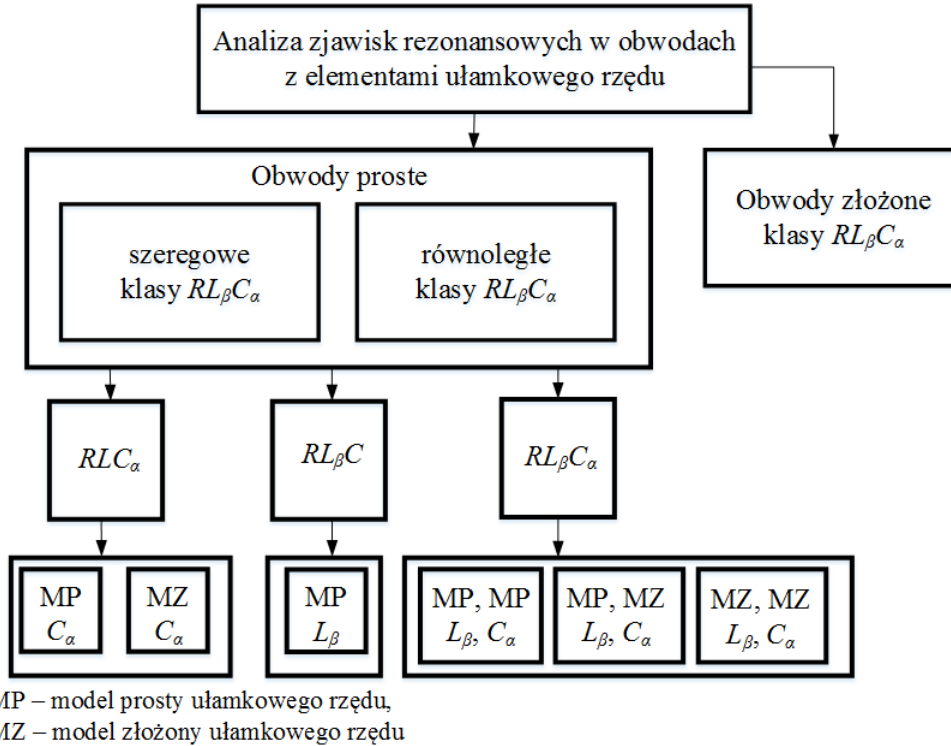 Analiza zjawisk rezonansowych w obwodach
z elementami ułamkowego rzędu
Obwody proste
szeregowe
klasy RLβCα
równoległe
klasy RLβCα
Obwody złożone
klasy RLβCα
RLCα
RLβC
RLβCα
MP
Cα
MZ
Cα
MP
Lβ
MP, MP
Lβ, Cα
MP, MZ
Lβ, Cα
MZ, MZ
Lβ, Cα
MP – model prosty ułamkowego rzędu,
MZ – model złożony ułamkowego rzędu